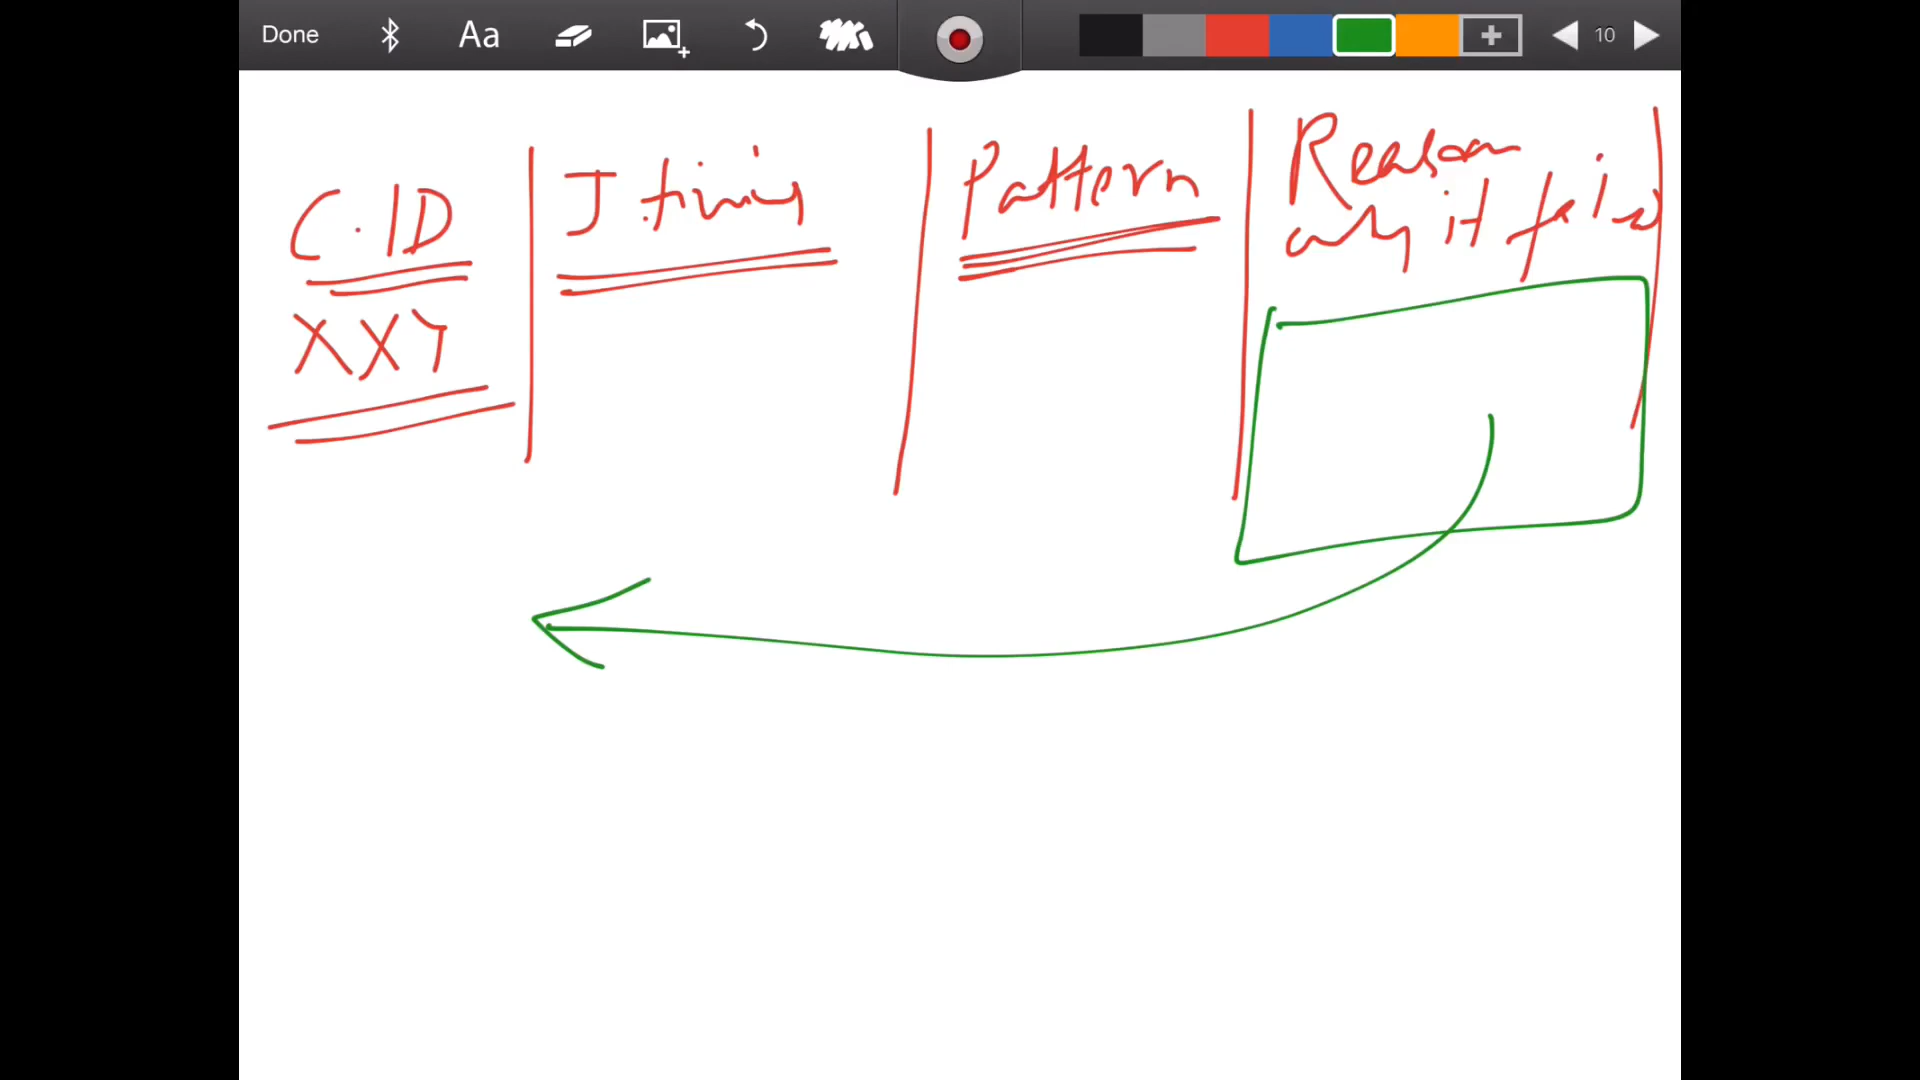 Done Aa 10
C.ID
J timing
Pattern
Reason
why it failed
XXY